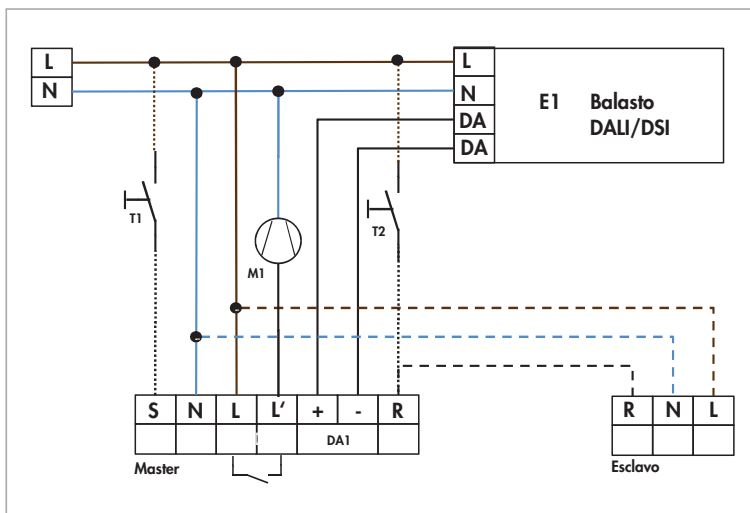 L
N
L
N
DA
DA
E1 Balasto
DALI/DSI
T1
M1
T2
S N L L' + - R
DA1
Master
R N L
Esclavo